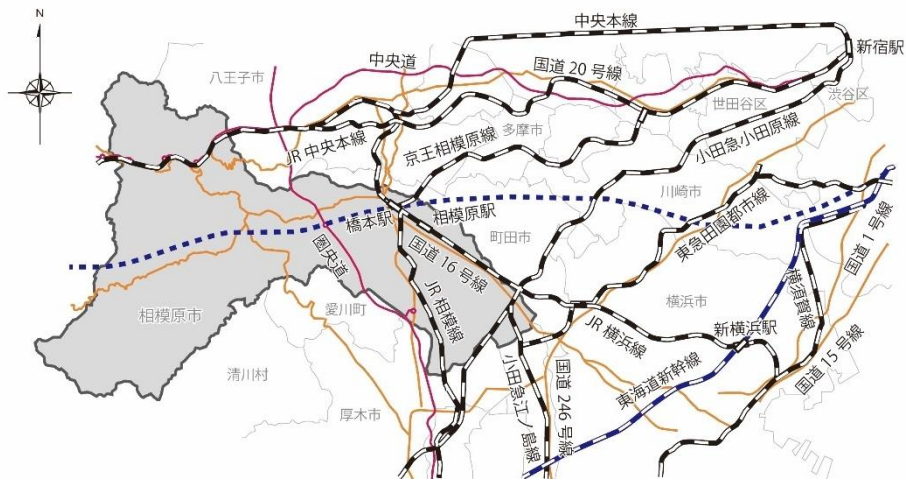 N
中央本線
新宿駅
中央道
国道 20 号線
八王子市
世田谷区
渋谷区
JR 中央本線
京王相模原線
多摩市
小田急小田原線
川崎市
橋本駅
相模原駅
町田市
東急田園都市線
国道 1 号線
圏央道
国道 16 号線
JR 相模線
横須賀線
横浜市
相模原市
愛川町
新横浜駅
JR 横浜線
国道 15 号線
清川村
厚木市
小田急江ノ島線
国道 246 号線
東海道新幹線